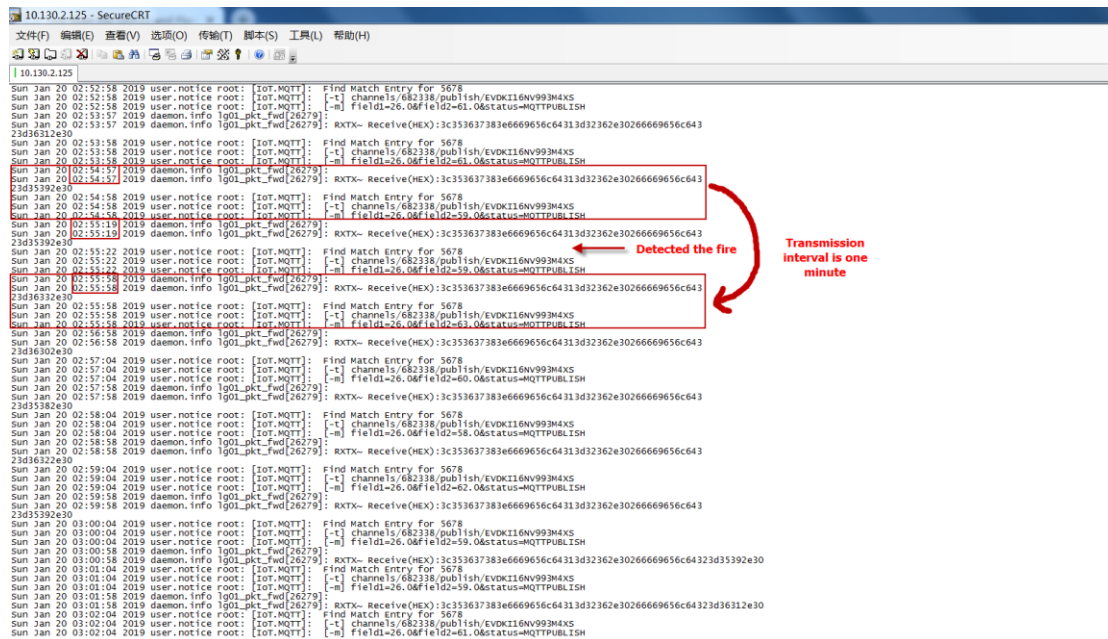 10.130.2.125 - SecureCRT
文件(F) 编辑(E) 查看(V) 选项(O) 传输(T) 脚本(S) 工具(L) 帮助(H)
10.130.2.125
Sun Jan 20 02:52:58 2019 user.notice root: [IoT.MQTT]: Find Match Entry for 5678
Sun Jan 20 02:52:58 2019 user.notice root: [IoT.MQTT]: [-t] channels/682338/publish/EVDKI16NV993M4XS
Sun Jan 20 02:52:58 2019 user.notice root: [IoT.MQTT]: [-m] field1=26.0&field2=61.0&status=MQTTPUBLISH
Sun Jan 20 02:53:57 2019 daemon.info lg01_pkt_fwd[26279]:
Sun Jan 20 02:53:57 2019 daemon.info lg01_pkt_fwd[26279]: RXTX~ Receive(HEX):3c353637383e6669656c64313d32362e30266669656c643
23d36312e30
Sun Jan 20 02:53:58 2019 user.notice root: [IoT.MQTT]: Find Match Entry for 5678
Sun Jan 20 02:53:58 2019 user.notice root: [IoT.MQTT]: [-t] channels/682338/publish/EVDKI16NV993M4XS
Sun Jan 20 02:53:58 2019 user.notice root: [IoT.MQTT]: [-m] field1=26.0&field2=61.0&status=MQTTPUBLISH
Sun Jan 20 02:54:57 2019 daemon.info lg01_pkt_fwd[26279]:
Sun Jan 20 02:54:57 2019 daemon.info lg01_pkt_fwd[26279]: RXTX~ Receive(HEX):3c353637383e6669656c64313d32362e30266669656c643
23d35392e30
Sun Jan 20 02:54:58 2019 user.notice root: [IoT.MQTT]: Find Match Entry for 5678
Sun Jan 20 02:54:58 2019 user.notice root: [IoT.MQTT]: [-t] channels/682338/publish/EVDKI16NV993M4XS
Sun Jan 20 02:54:58 2019 user.notice root: [IoT.MQTT]: [-m] field1=26.0&field2=59.0&status=MQTTPUBLISH
Sun Jan 20 02:55:19 2019 daemon.info lg01_pkt_fwd[26279]:
Sun Jan 20 02:55:19 2019 daemon.info lg01_pkt_fwd[26279]: RXTX~ Receive(HEX):3c353637383e6669656c64313d32362e30266669656c643
23d35392e30
Sun Jan 20 02:55:22 2019 user.notice root: [IoT.MQTT]: Find Match Entry for 5678
Detected the fire
Sun Jan 20 02:55:22 2019 user.notice root: [IoT.MQTT]: [-t] channels/682338/publish/EVDKI16NV993M4XS
Sun Jan 20 02:55:22 2019 user.notice root: [IoT.MQTT]: [-m] field1=26.0&field2=59.0&status=MQTTPUBLISH
Transmission
interval is one
minute
Sun Jan 20 02:55:58 2019 daemon.info lg01_pkt_fwd[26279]:
Sun Jan 20 02:55:58 2019 daemon.info lg01_pkt_fwd[26279]: RXTX~ Receive(HEX):3c353637383e6669656c64313d32362e30266669656c643
23d36332e30
Sun Jan 20 02:55:58 2019 user.notice root: [IoT.MQTT]: Find Match Entry for 5678
Sun Jan 20 02:55:58 2019 user.notice root: [IoT.MQTT]: [-t] channels/682338/publish/EVDKI16NV993M4XS
Sun Jan 20 02:55:58 2019 user.notice root: [IoT.MQTT]: [-m] field1=26.0&field2=63.0&status=MQTTPUBLISH
Sun Jan 20 02:56:58 2019 daemon.info lg01_pkt_fwd[26279]:
Sun Jan 20 02:56:58 2019 daemon.info lg01_pkt_fwd[26279]: RXTX~ Receive(HEX):3c353637383e6669656c64313d32362e30266669656c643
23d36302e30
Sun Jan 20 02:57:04 2019 user.notice root: [IoT.MQTT]: Find Match Entry for 5678
Sun Jan 20 02:57:04 2019 user.notice root: [IoT.MQTT]: [-t] channels/682338/publish/EVDKI16NV993M4XS
Sun Jan 20 02:57:04 2019 user.notice root: [IoT.MQTT]: [-m] field1=26.0&field2=60.0&status=MQTTPUBLISH
Sun Jan 20 02:57:58 2019 daemon.info lg01_pkt_fwd[26279]:
Sun Jan 20 02:57:58 2019 daemon.info lg01_pkt_fwd[26279]: RXTX~ Receive(HEX):3c353637383e6669656c64313d32362e30266669656c643
23d35382e30
Sun Jan 20 02:58:04 2019 user.notice root: [IoT.MQTT]: Find Match Entry for 5678
Sun Jan 20 02:58:04 2019 user.notice root: [IoT.MQTT]: [-t] channels/682338/publish/EVDKI16NV993M4XS
Sun Jan 20 02:58:04 2019 user.notice root: [IoT.MQTT]: [-m] field1=26.0&field2=58.0&status=MQTTPUBLISH
Sun Jan 20 02:58:58 2019 daemon.info lg01_pkt_fwd[26279]:
Sun Jan 20 02:58:58 2019 daemon.info lg01_pkt_fwd[26279]: RXTX~ Receive(HEX):3c353637383e6669656c64313d32362e30266669656c643
23d36322e30
Sun Jan 20 02:59:04 2019 user.notice root: [IoT.MQTT]: Find Match Entry for 5678
Sun Jan 20 02:59:04 2019 user.notice root: [IoT.MQTT]: [-t] channels/682338/publish/EVDKI16NV993M4XS
Sun Jan 20 02:59:04 2019 user.notice root: [IoT.MQTT]: [-m] field1=26.0&field2=62.0&status=MQTTPUBLISH
Sun Jan 20 02:59:58 2019 daemon.info lg01_pkt_fwd[26279]:
Sun Jan 20 02:59:58 2019 daemon.info lg01_pkt_fwd[26279]: RXTX~ Receive(HEX):3c353637383e6669656c64313d32362e30266669656c643
23d35392e30
Sun Jan 20 03:00:04 2019 user.notice root: [IoT.MQTT]: Find Match Entry for 5678
Sun Jan 20 03:00:04 2019 user.notice root: [IoT.MQTT]: [-t] channels/682338/publish/EVDKI16NV993M4XS
Sun Jan 20 03:00:04 2019 user.notice root: [IoT.MQTT]: [-m] field1=26.0&field2=59.0&status=MQTTPUBLISH
Sun Jan 20 03:00:58 2019 daemon.info lg01_pkt_fwd[26279]:
Sun Jan 20 03:00:58 2019 daemon.info lg01_pkt_fwd[26279]: RXTX~ Receive(HEX):3c353637383e6669656c64313d32362e30266669656c64323d35392e30
Sun Jan 20 03:01:04 2019 user.notice root: [IoT.MQTT]: Find Match Entry for 5678
Sun Jan 20 03:01:04 2019 user.notice root: [IoT.MQTT]: [-t] channels/682338/publish/EVDKI16NV993M4XS
Sun Jan 20 03:01:04 2019 user.notice root: [IoT.MQTT]: [-m] field1=26.0&field2=59.0&status=MQTTPUBLISH
Sun Jan 20 03:01:58 2019 daemon.info lg01_pkt_fwd[26279]:
Sun Jan 20 03:01:58 2019 daemon.info lg01_pkt_fwd[26279]: RXTX~ Receive(HEX):3c353637383e6669656c64313d32362e30266669656c64323d36312e30
Sun Jan 20 03:02:04 2019 user.notice root: [IoT.MQTT]: Find Match Entry for 5678
Sun Jan 20 03:02:04 2019 user.notice root: [IoT.MQTT]: [-t] channels/682338/publish/EVDKI16NV993M4XS
Sun Jan 20 03:02:04 2019 user.notice root: [IoT.MQTT]: [-m] field1=26.0&field2=61.0&status=MQTTPUBLISH